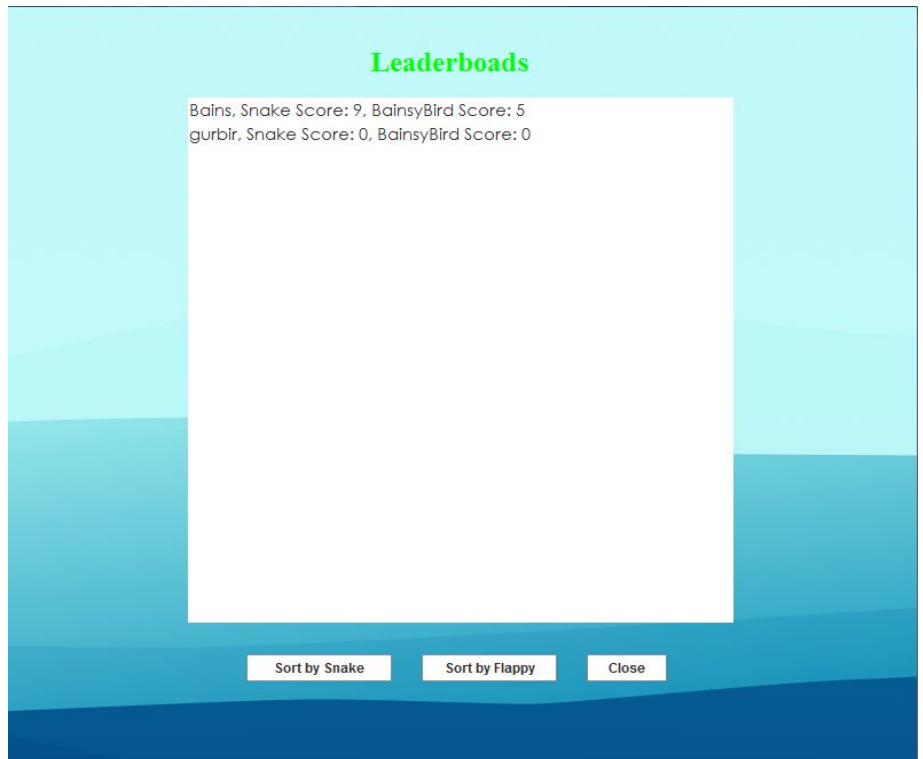 Leaderboads
Bains, Snake Score: 9, BainsyBird Score: 5
gurbir, Snake Score: 0, BainsyBird Score: 0
Sort by Snake
Sort by Flappy
Close